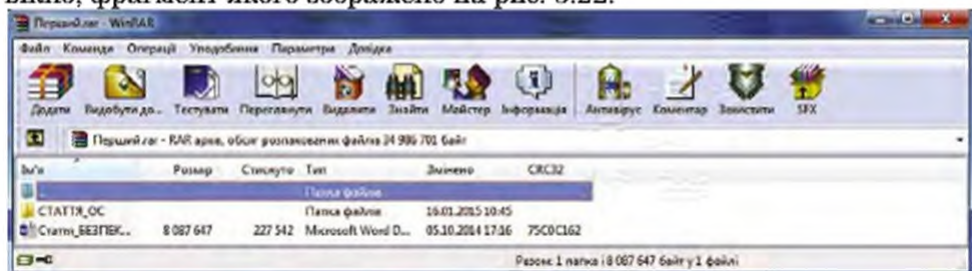 вікно, фрагмент якого зображено на рис. 5.22.
Перший.rar - WinRAR
Файл Команди Операції Уподобання Параметри Довідка
Додати Видобути до... Тестувати Переглянути Видалити Знайти Майстер Інформація Антивірус Коментар Захистити SFX
Перший.rar - RAR архів, обсяг розпакованих файлів 34 986 701 байт
Ім'я Розмір Стиснуто Тип Змінено CRC32
.. Папка файлів
СТАТТЯ_ОС Папка файлів 16.01.2015 10:45
Стаття_БЕЗПЕК... 8 087 647 227 542 Microsoft Word D... 05.10.2014 17:16 75C0C162
Разом: 1 папка і 8 087 647 байт у 1 файлі